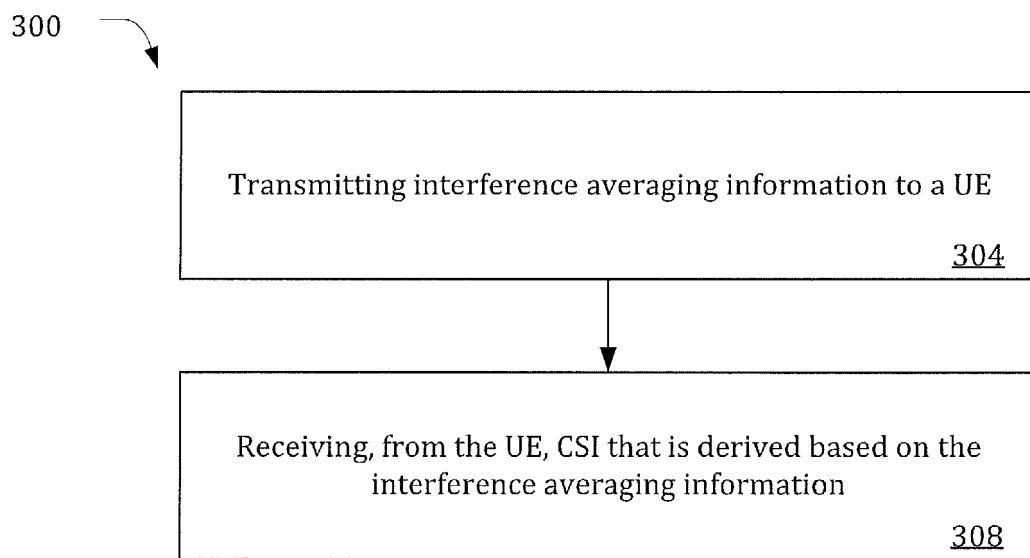 300
Transmitting interference averaging information to a UE
304
Receiving, from the UE, CSI that is derived based on the
interference averaging information
308